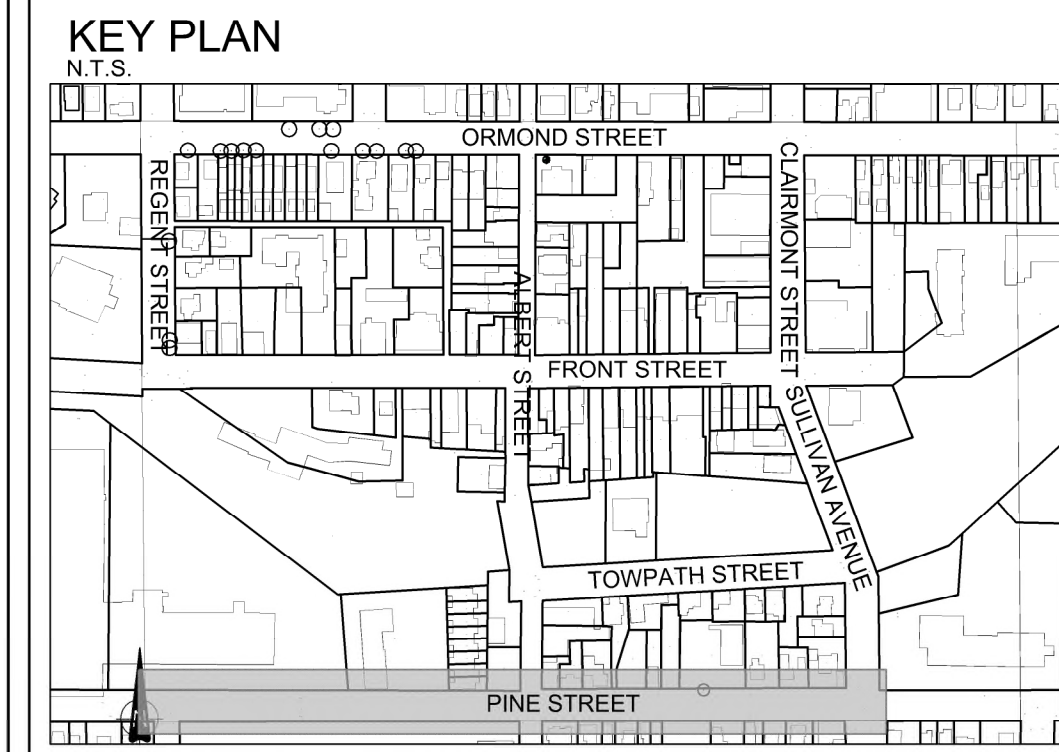 KEY PLAN
N.T.S.
ORMOND STREET
REGENT STREET
CLAIRMONT STREET
ALBERT STREET
FRONT STREET
SULLIVAN AVENUE
TOWPATH STREET
PINE STREET